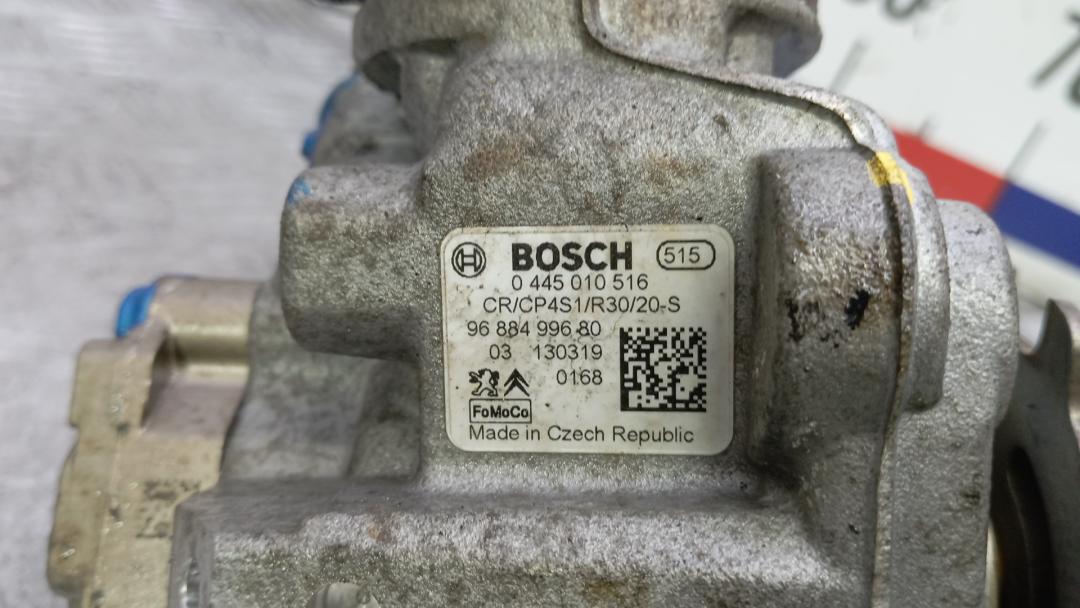 BOSCH 515
0 445 010 516
CR/CP4S1/R30/20-S
96 884 996 80
03 130319
0168
FoMoCo
Made in Czech Republic